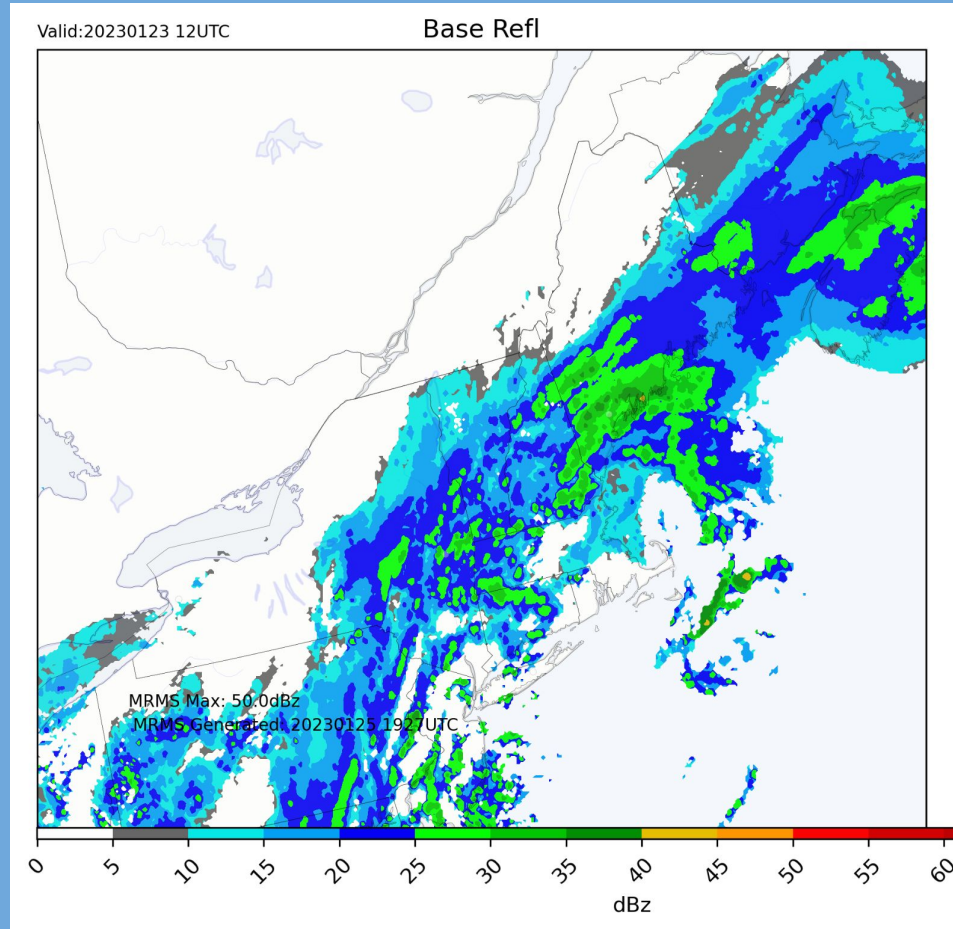 Valid:20230123 12UTC
Base Refl
MRMS Max: 50.0dBz
MRMS Generated: 20230125 1927UTC
0 5 10 15 20 25 30 35 40 45 50 55 60
dBz